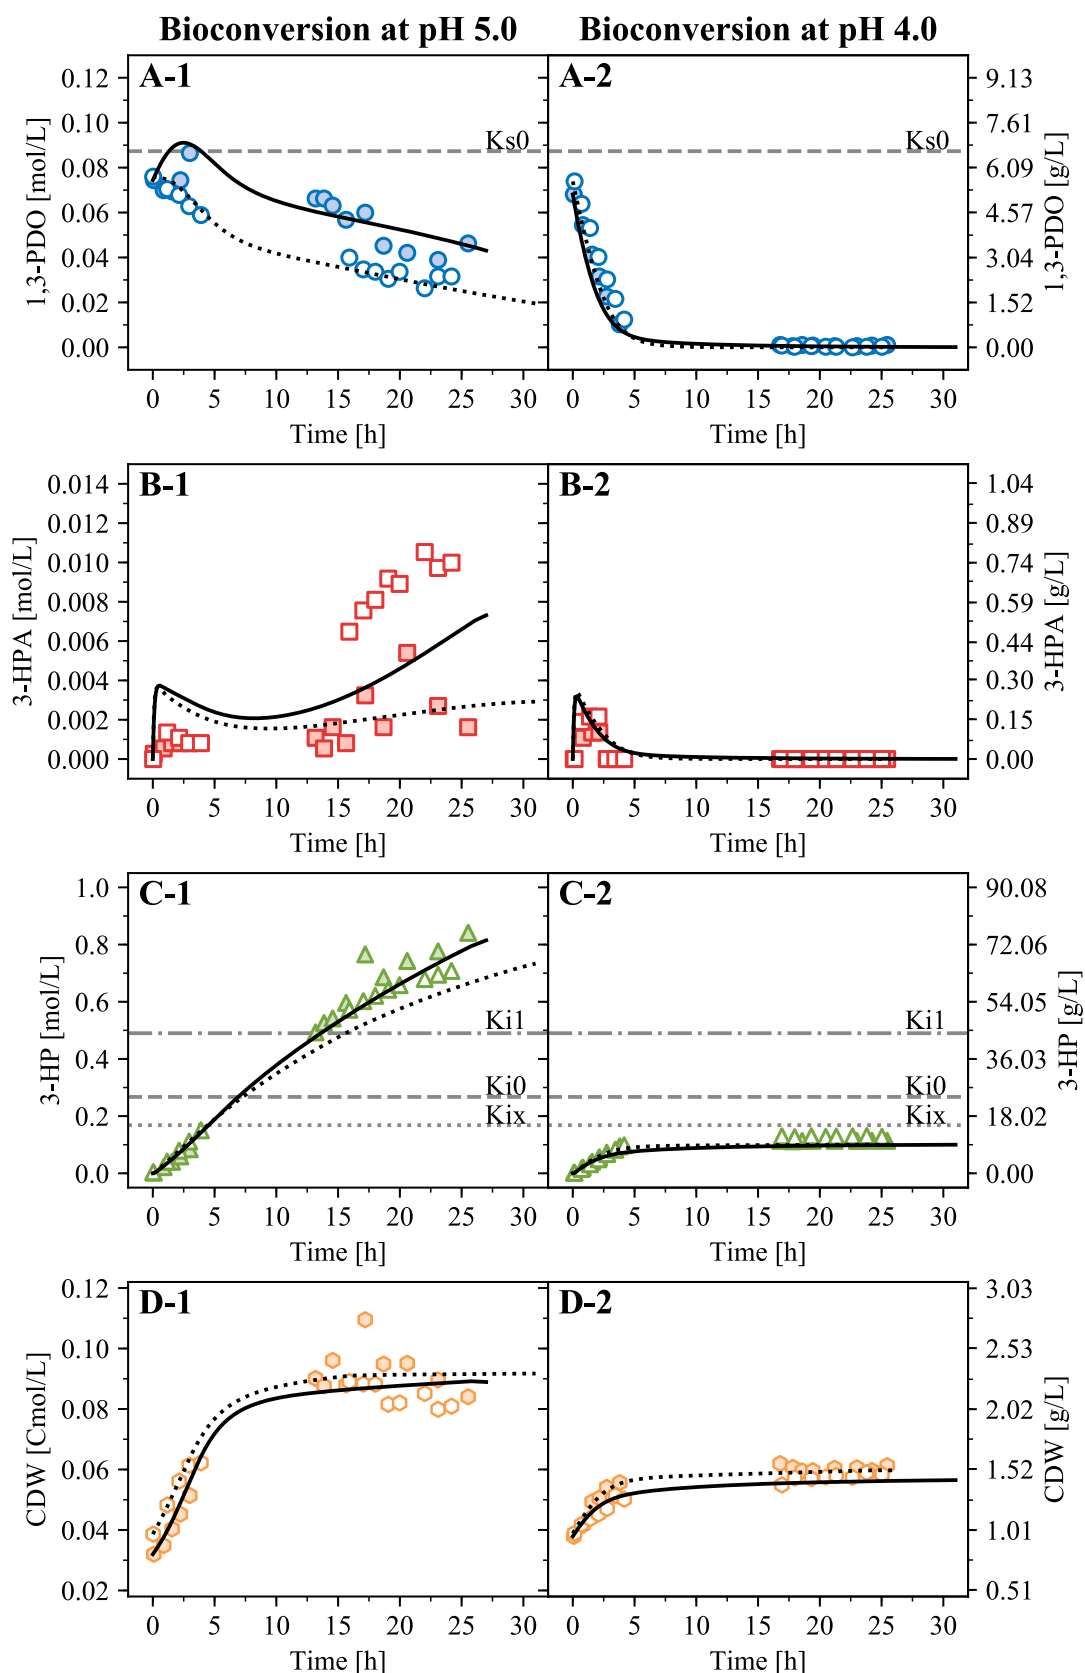 Bioconversion at pH 5.0 Bioconversion at pH 4.0
A-1 A-2
0.12 9.13
0.10 7.61
Ks0 Ks0
0.08 6.09
0.06 4.57
0.04 3.04
0.02 1.52
0.00 0.00
1,3-PDO [mol/L] 1,3-PDO [g/L]
0 5 10 15 20 25 30 0 5 10 15 20 25 30
Time [h] Time [h]
B-1 B-2
0.014 1.04
0.012 0.89
0.010 0.74
0.008 0.59
0.006 0.44
0.004 0.30
0.002 0.15
0.000 0.00
3-HPA [mol/L] 3-HPA [g/L]
0 5 10 15 20 25 30 0 5 10 15 20 25 30
Time [h] Time [h]
C-1 C-2
1.0 90.08
0.8 72.06
0.6 54.05
Ki1 Ki1
0.4 36.03
Ki0 Ki0
0.2 18.02
Kix Kix
0.0 0.00
3-HP [mol/L] 3-HP [g/L]
0 5 10 15 20 25 30 0 5 10 15 20 25 30
Time [h] Time [h]
D-1 D-2
0.12 3.03
0.10 2.53
0.08 2.02
0.06 1.52
0.04 1.01
0.02 0.51
CDW [Cmol/L] CDW [g/L]
0 5 10 15 20 25 30 0 5 10 15 20 25 30
Time [h] Time [h]